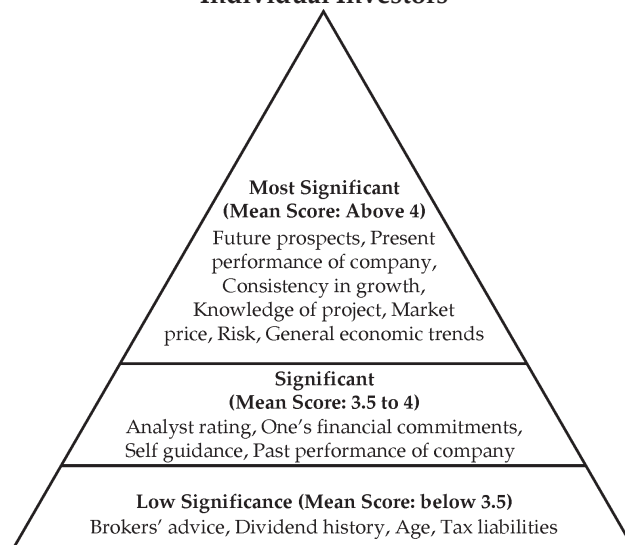 Individual Investors
Most Significant
(Mean Score: Above 4)
Future prospects, Present
performance of company,
Consistency in growth,
Knowledge of project, Market
price, Risk, General economic trends
Significant
(Mean Score: 3.5 to 4)
Analyst rating, One’s financial commitments,
Self guidance, Past performance of company
Low Significance (Mean Score: below 3.5)
Brokers’ advice, Dividend history, Age, Tax liabilities